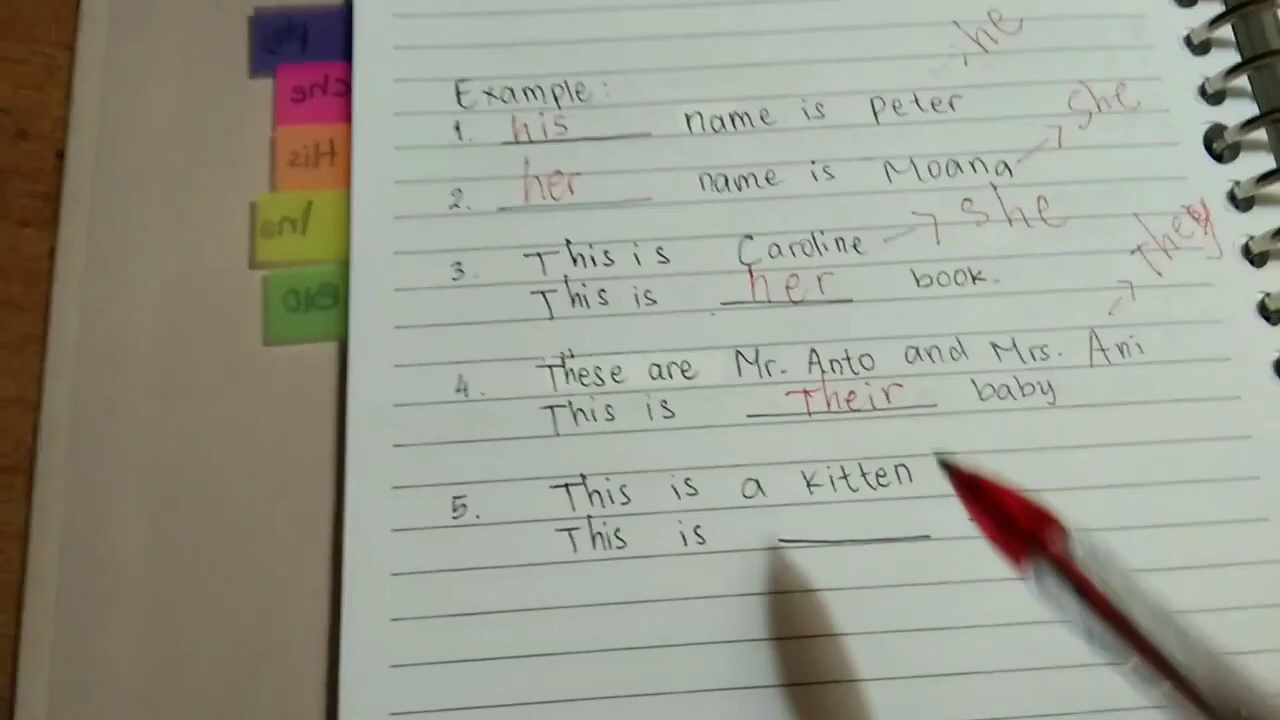 he
Example:
1. his name is Peter
she
2. her name is Moana
3. This is Caroline she
This is her book.
They
4. These are Mr. Anto and Mrs. Ani
This is Their baby
5. This is a kitten
This is